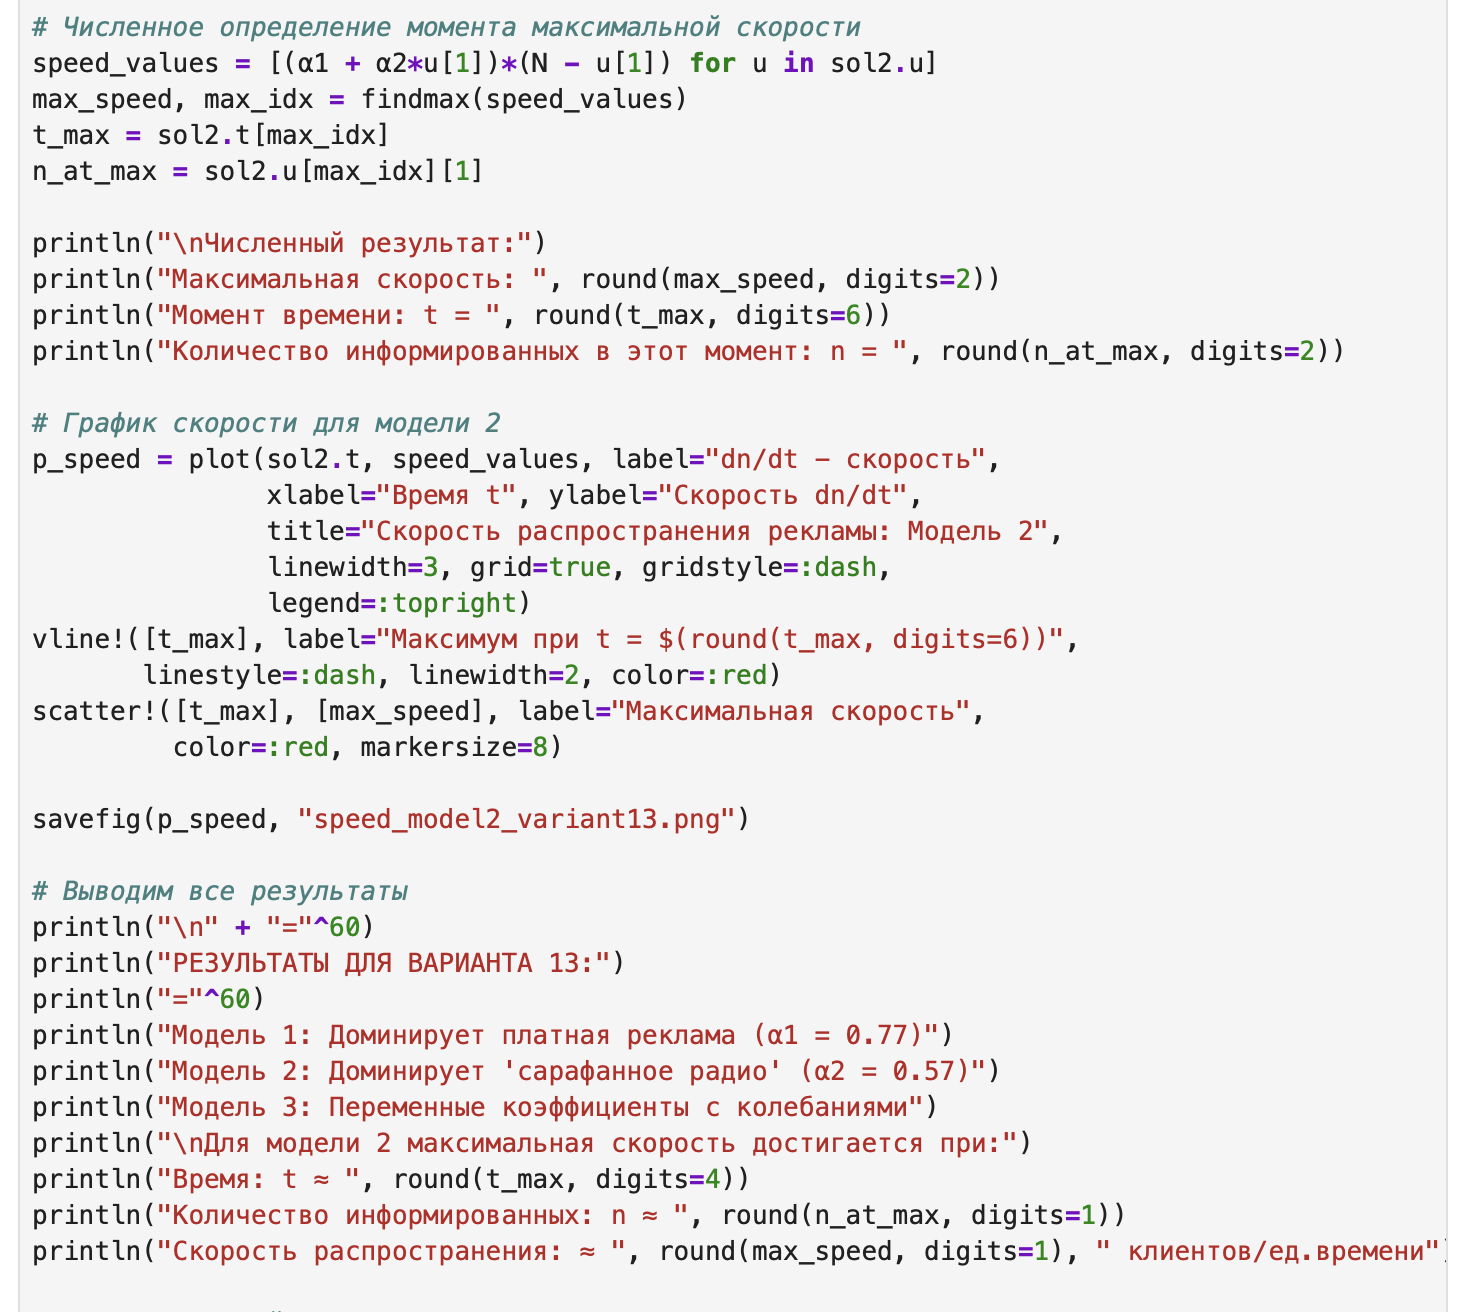 # Численное определение момента максимальной скорости
speed_values = [(α1 + α2*u[1])*(N − u[1]) for u in sol2.u]
max_speed, max_idx = findmax(speed_values)
t_max = sol2.t[max_idx]
n_at_max = sol2.u[max_idx][1]
println("\nЧисленный результат:")
println("Максимальная скорость: ", round(max_speed, digits=2))
println("Момент времени: t = ", round(t_max, digits=6))
println("Количество информированных в этот момент: n = ", round(n_at_max, digits=2))
# График скорости для модели 2
p_speed = plot(sol2.t, speed_values, label="dn/dt − скорость",
xlabel="Время t", ylabel="Скорость dn/dt",
title="Скорость распространения рекламы: Модель 2",
linewidth=3, grid=true, gridstyle=:dash,
legend=:topright)
vline!([t_max], label="Максимум при t = $(round(t_max, digits=6))",
linestyle=:dash, linewidth=2, color=:red)
scatter!([t_max], [max_speed], label="Максимальная скорость",
color=:red, markersize=8)
savefig(p_speed, "speed_model2_variant13.png")
# Выводим все результаты
println("\n" + "="^60)
println("РЕЗУЛЬТАТЫ ДЛЯ ВАРИАНТА 13:")
println("="^60)
println("Модель 1: Доминирует платная реклама (α1 = 0.77)")
println("Модель 2: Доминирует 'сарафанное радио' (α2 = 0.57)")
println("Модель 3: Переменные коэффициенты с колебаниями")
println("\nДля модели 2 максимальная скорость достигается при:")
println("Время: t ≈ ", round(t_max, digits=4))
println("Количество информированных: n ≈ ", round(n_at_max, digits=1))
println("Скорость распространения: ≈ ", round(max_speed, digits=1), " клиентов/ед.времени")